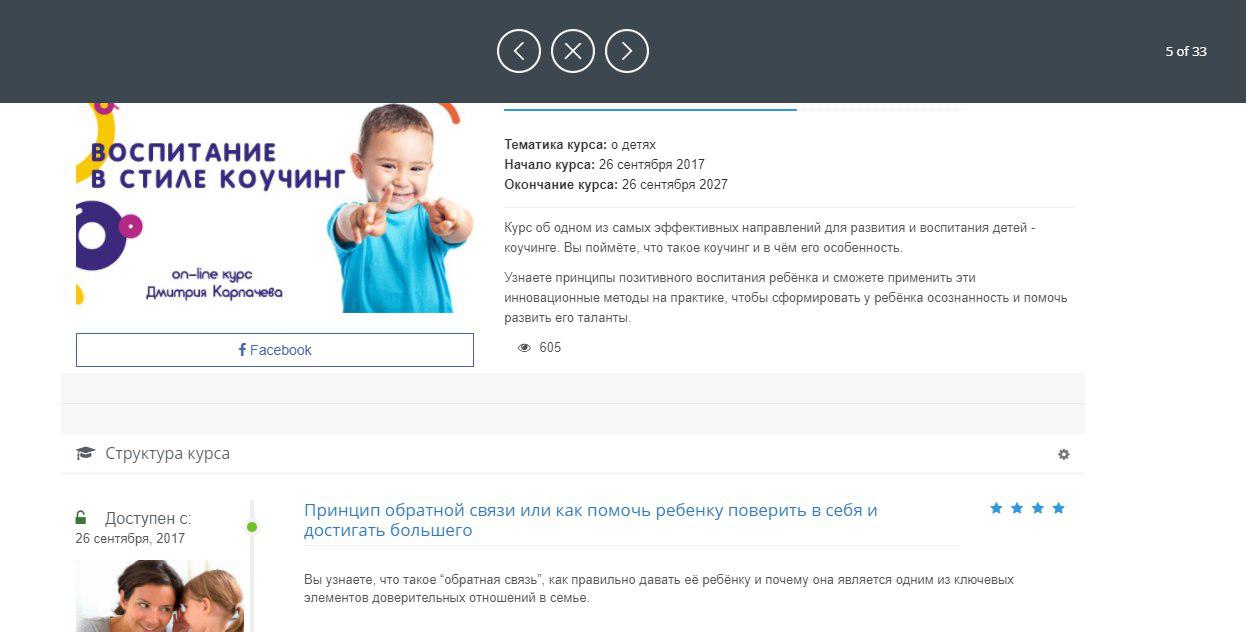 5 of 33
ВОСПИТАНИЕ
В СТИЛЕ КОУЧИНГ
on-line курс
Дмитрия Карпачева
Facebook
Тематика курса: о детях
Начало курса: 26 сентября 2017
Окончание курса: 26 сентября 2027
Курс об одном из самых эффективных направлений для развития и воспитания детей -
коучинге. Вы поймёте, что такое коучинг и в чём его особенность.
Узнаете принципы позитивного воспитания ребёнка и сможете применить эти
инновационные методы на практике, чтобы сформировать у ребёнка осознанность и помочь
развить его таланты.
605
Структура курса
Доступен с:
26 сентября, 2017
Принцип обратной связи или как помочь ребенку поверить в себя и
достигать большего
Вы узнаете, что такое “обратная связь”, как правильно давать её ребёнку и почему она является одним из ключевых
элементов доверительных отношений в семье.